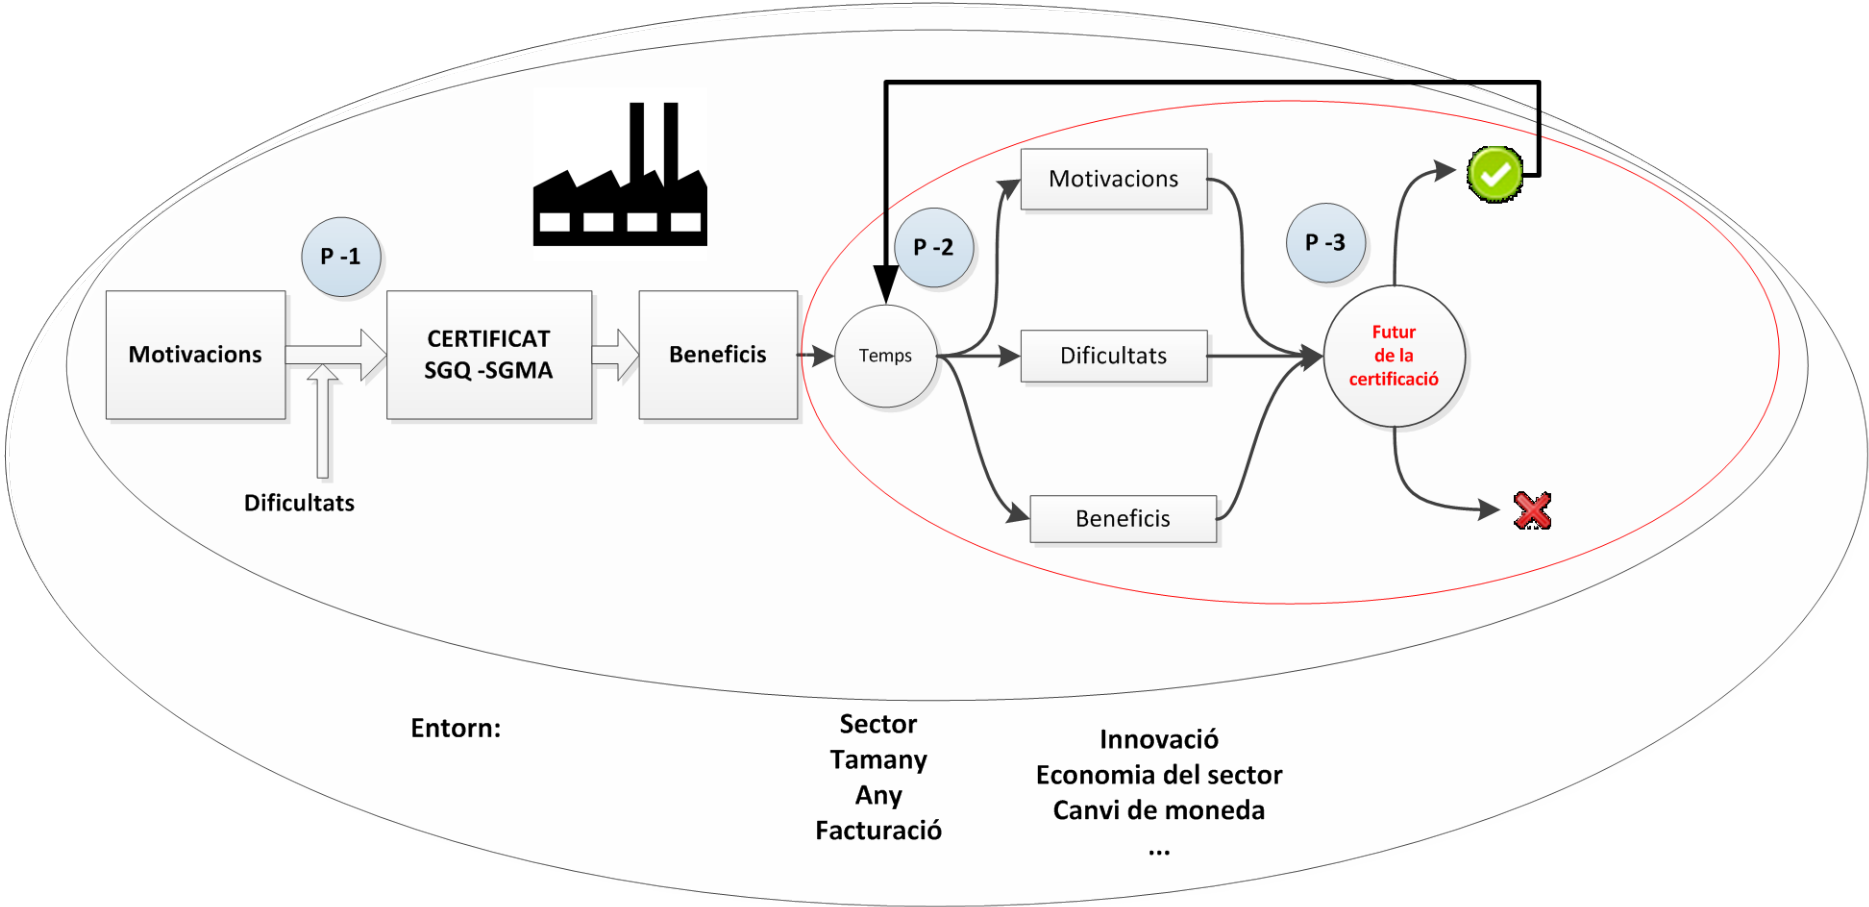 P -1
Motivacions
Dificultats
CERTIFICAT
SGQ -SGMA
Beneficis
Temps
P -2
Motivacions
Dificultats
Beneficis
P -3
Futur
de la
certificació
Entorn:
Sector
Tamany
Any
Facturació
Innovació
Economia del sector
Canvi de moneda
...